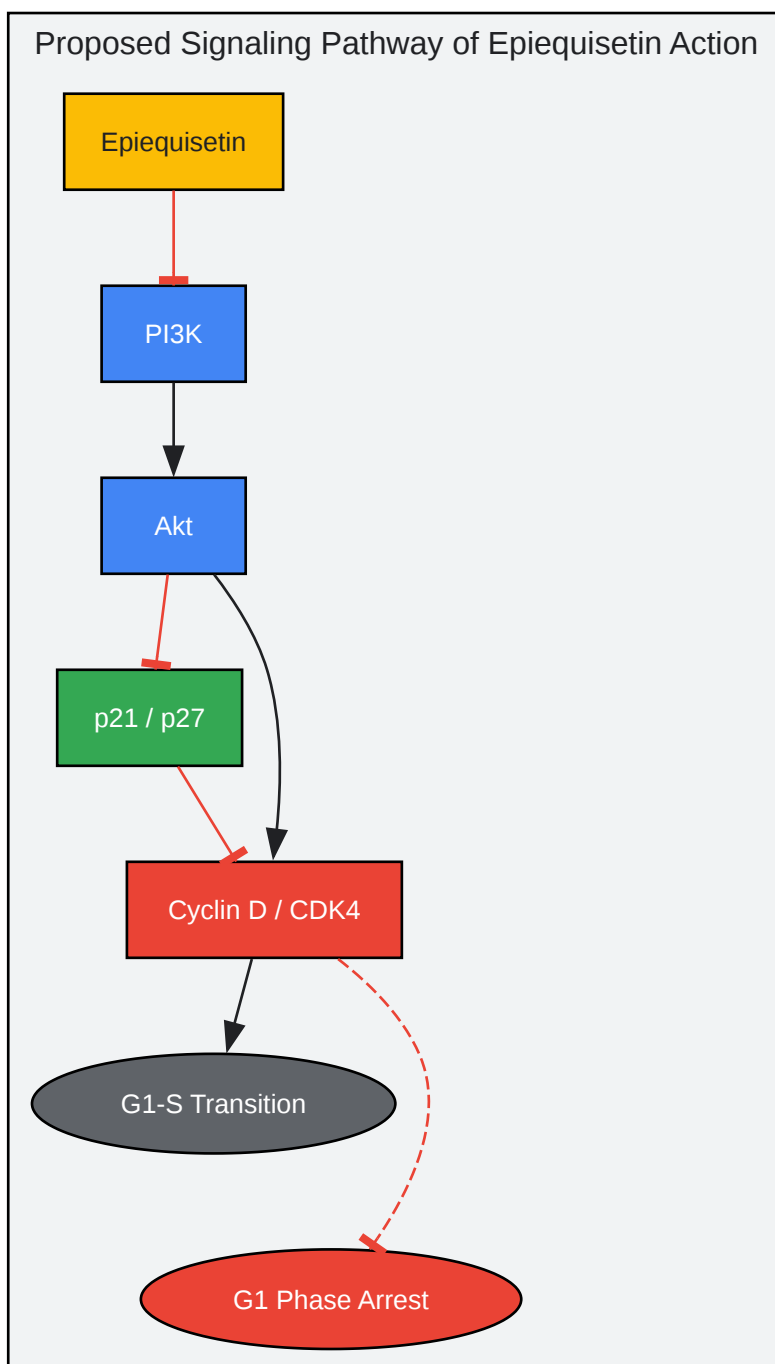 Proposed Signaling Pathway of Epiequisetin Action
Epiequisetin
PI3K
Akt
p21 / p27
Cyclin D / CDK4
G1-S Transition
G1 Phase Arrest